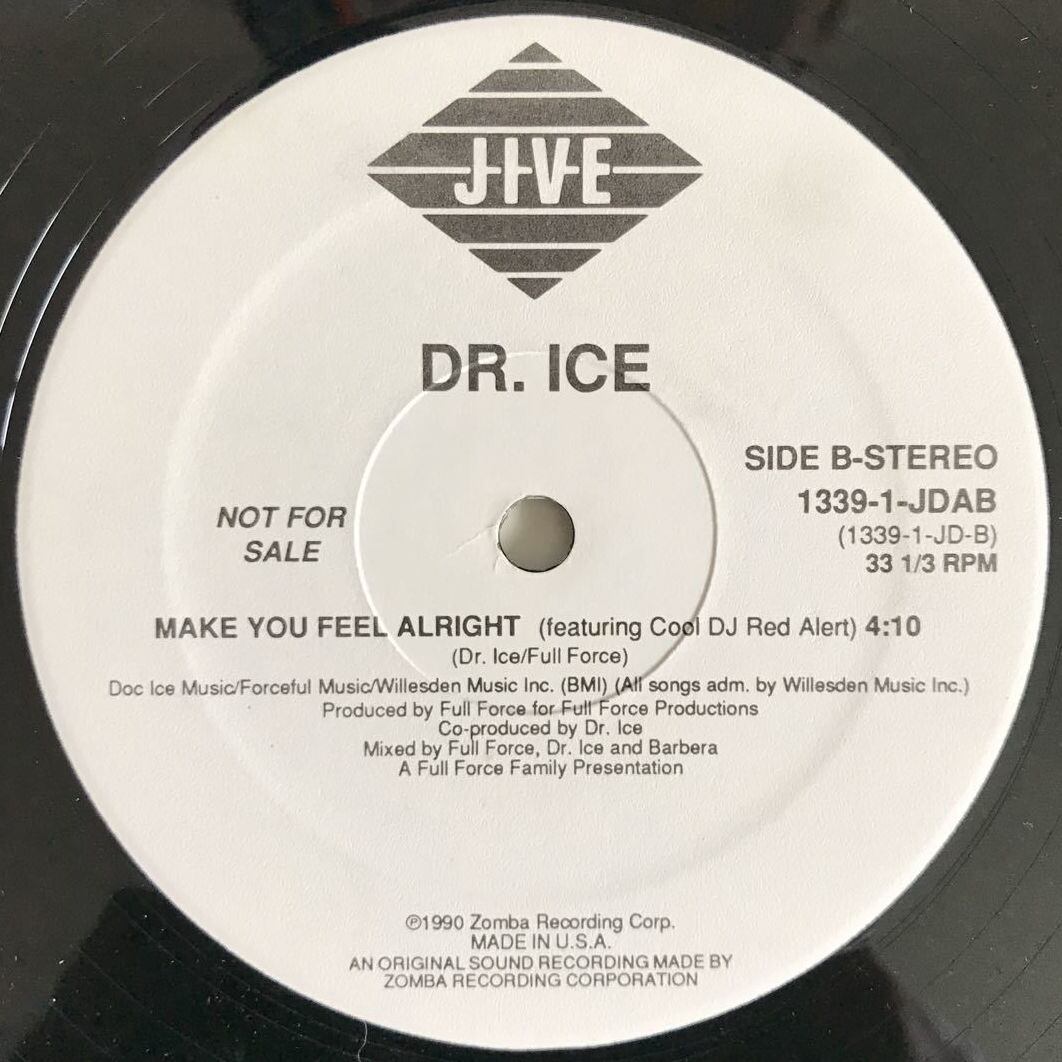 JIVE
DR. ICE
SIDE B-STEREO
1339-1-JDAB
(1339-1-JD-B)
33 1/3 RPM
NOT FOR
SALE
MAKE YOU FEEL ALRIGHT (featuring Cool DJ Red Alert) 4:10
(Dr. Ice/Full Force)
Doc Ice Music/Forceful Music/Willesden Music Inc. (BMI) (All songs adm. by Willesden Music Inc.)
Produced by Full Force for Full Force Productions
Co-produced by Dr. Ice
Mixed by Full Force, Dr. Ice and Barbera
A Full Force Family Presentation
℗1990 Zomba Recording Corp.
MADE IN U.S.A.
AN ORIGINAL SOUND RECORDING MADE BY
ZOMBA RECORDING CORPORATION